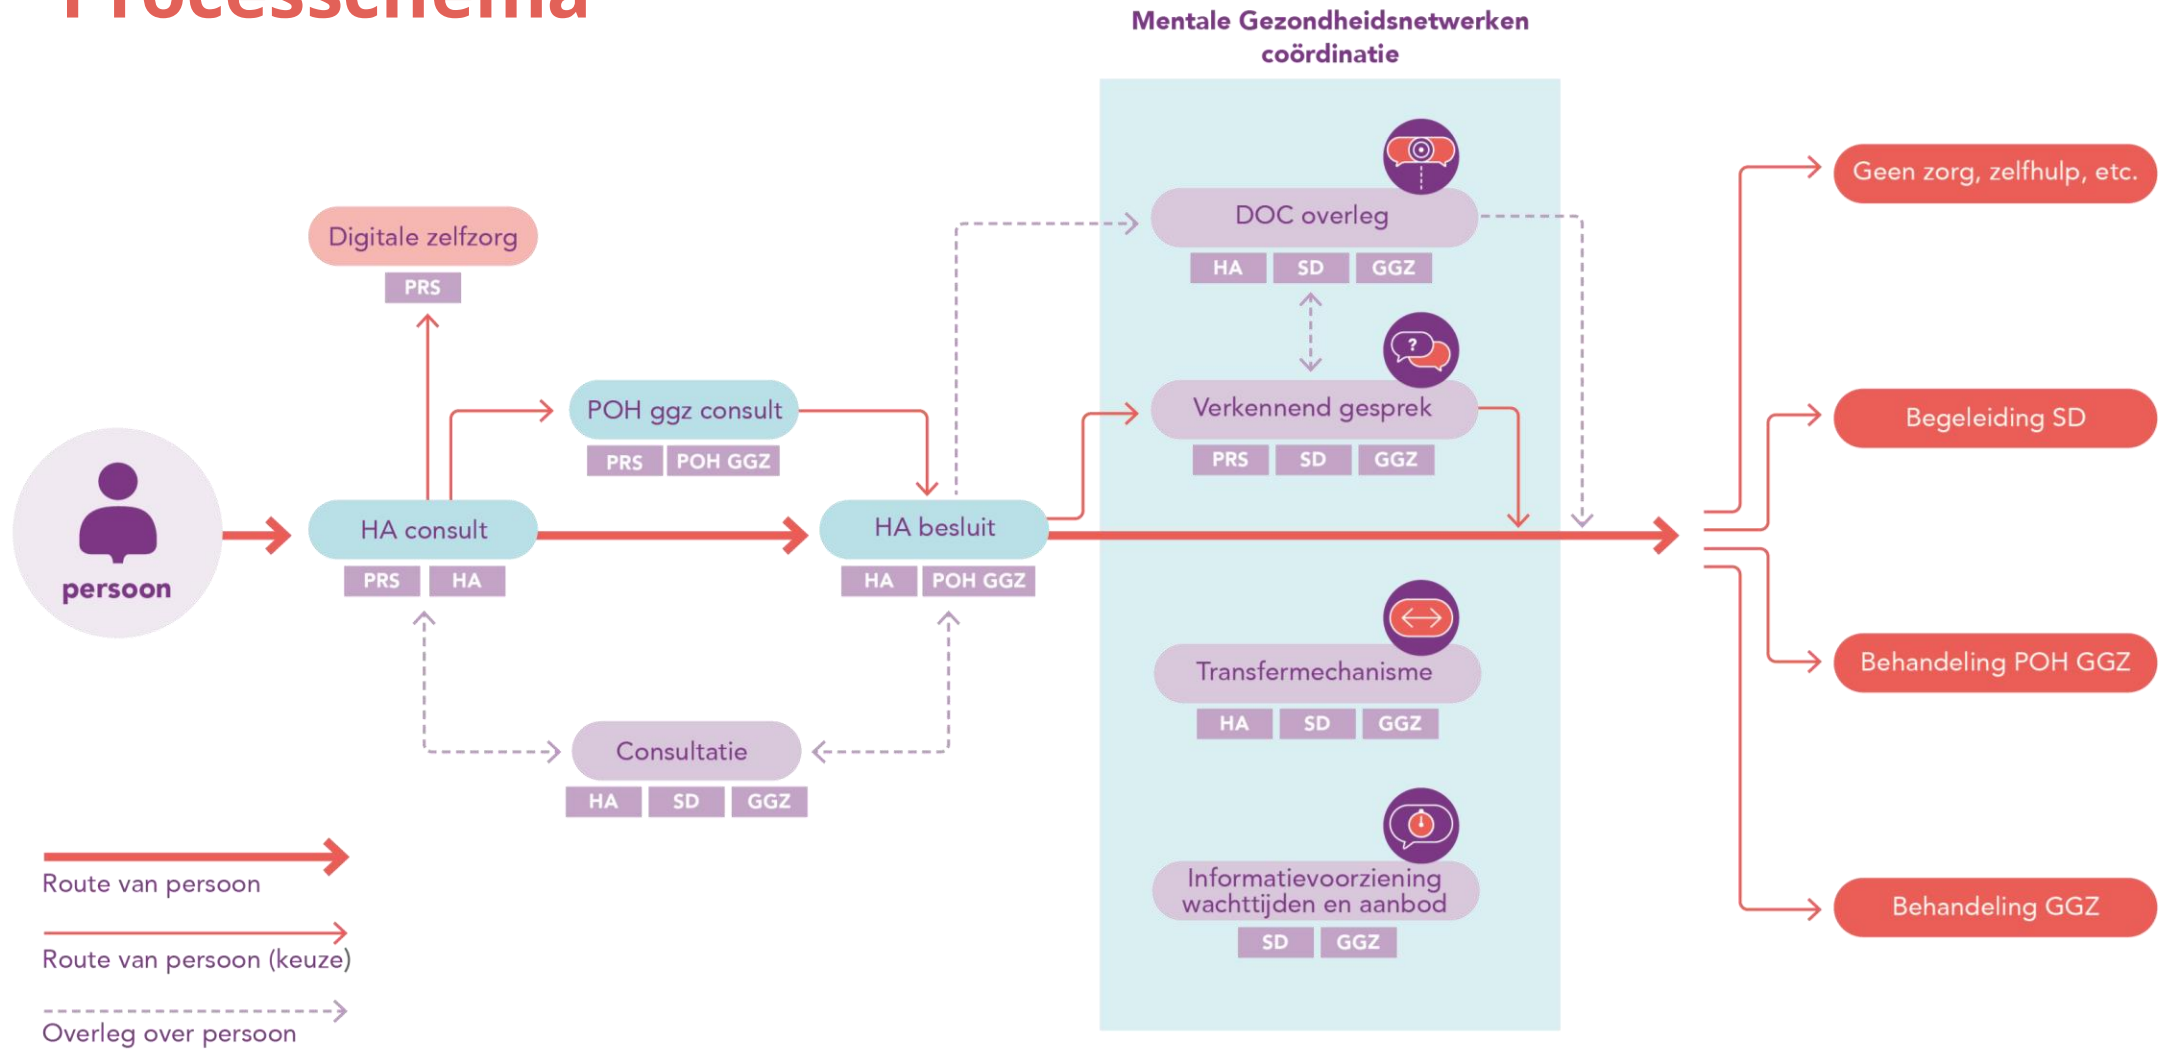 Processchema
Mentale Gezondheidsnetwerken
coördinatie
Digitale zelfzorg
PRS
POH ggz consult
PRS POH GGZ
persoon
HA consult
PRS HA
HA besluit
HA POH GGZ
Consultatie
HA SD GGZ
DOC overleg
HA SD GGZ
?
Verkennend gesprek
PRS SD GGZ
Transfermechanisme
HA SD GGZ
Informatievoorziening
wachttijden en aanbod
SD GGZ
Geen zorg, zelfhulp, etc.
Begeleiding SD
Behandeling POH GGZ
Behandeling GGZ
Route van persoon
Route van persoon (keuze)
Overleg over persoon